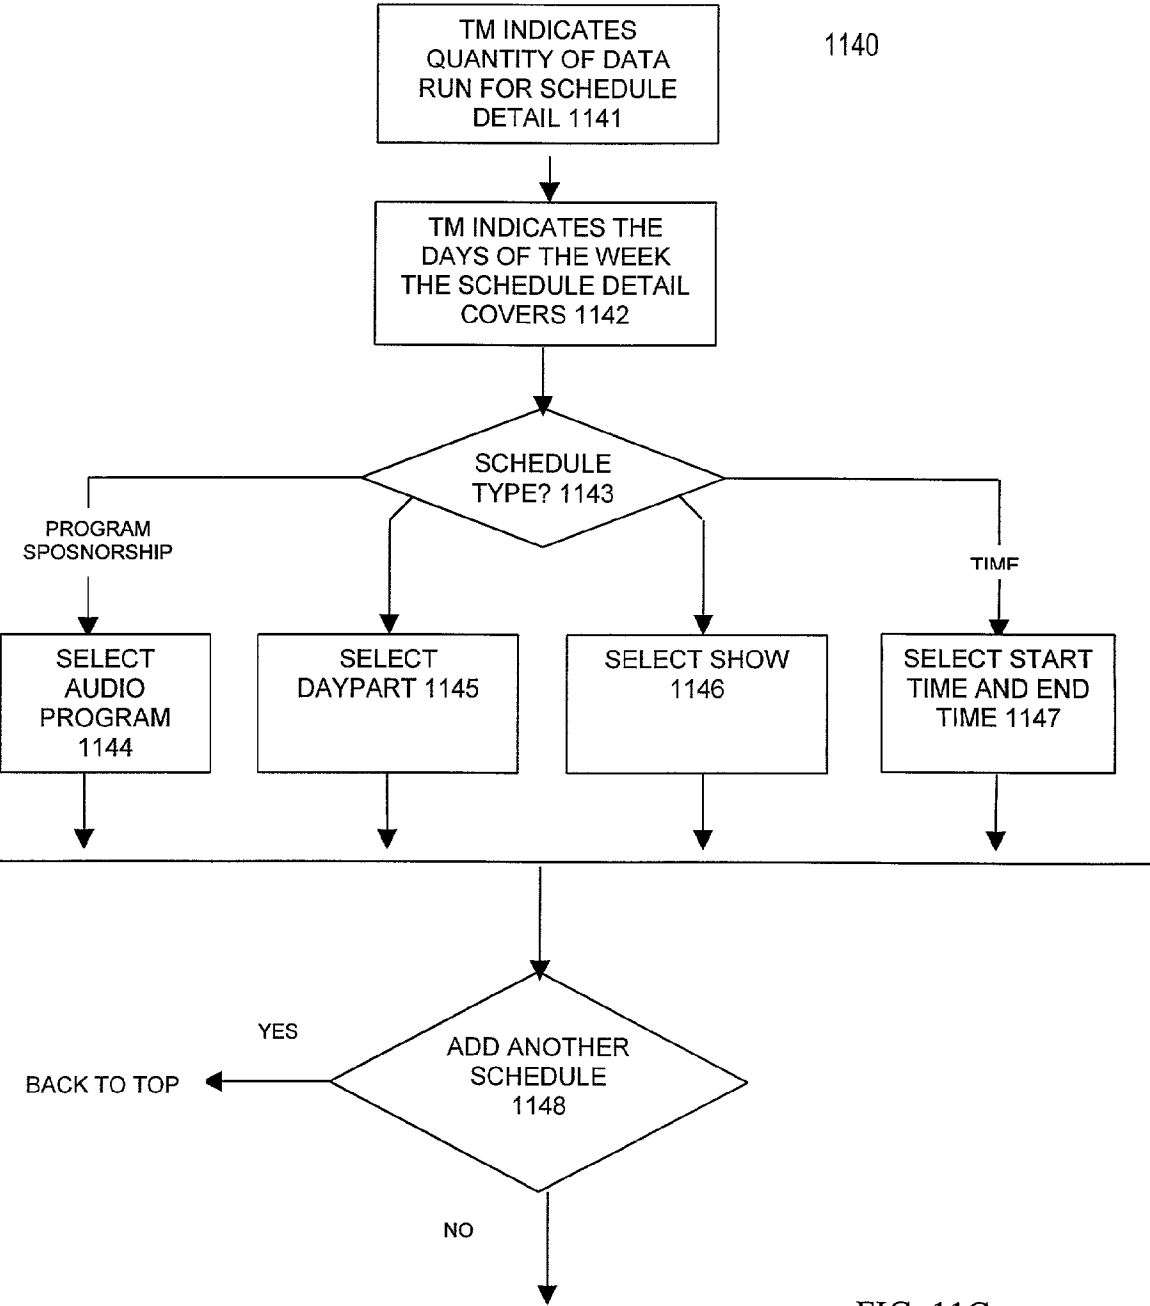 TM INDICATES
QUANTITY OF DATA
RUN FOR SCHEDULE
DETAIL 1141
1140
TM INDICATES THE
DAYS OF THE WEEK
THE SCHEDULE DETAIL
COVERS 1142
SCHEDULE
TYPE? 1143
PROGRAM
SPOSNORSHIP
TIME
SELECT
AUDIO
PROGRAM
1144
SELECT
DAYPART 1145
SELECT SHOW
1146
SELECT START
TIME AND END
TIME 1147
YES
ADD ANOTHER
SCHEDULE
1148
BACK TO TOP
NO